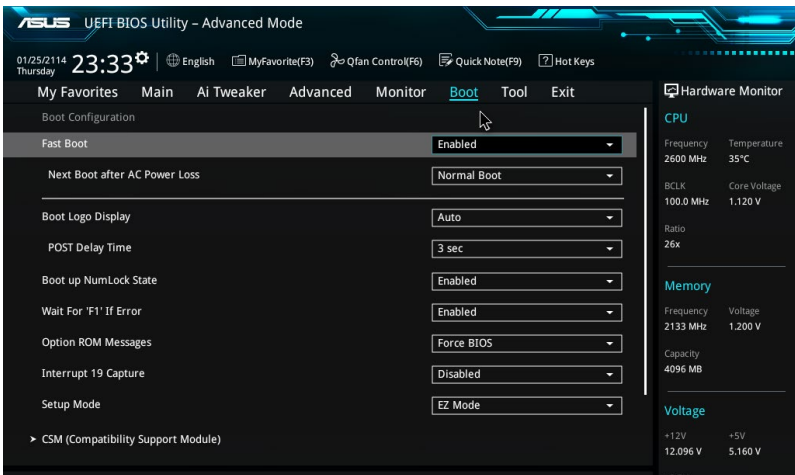 ASUS UEFI BIOS Utility – Advanced Mode
01/25/2114
Thursday
23:33
English
MyFavorite(F3)
Qfan Control(F6)
Quick Note(F9)
? Hot Keys
My Favorites Main Ai Tweaker Advanced Monitor Boot Tool Exit
Boot Configuration
Fast Boot Enabled
Next Boot after AC Power Loss Normal Boot
Boot Logo Display Auto
POST Delay Time 3 sec
Boot up NumLock State Enabled
Wait For 'F1' If Error Enabled
Option ROM Messages Force BIOS
Interrupt 19 Capture Disabled
Setup Mode EZ Mode
CSM (Compatibility Support Module)
Hardware Monitor
CPU
Frequency Temperature
2600 MHz 35°C
BCLK Core Voltage
100.0 MHz 1.120 V
Ratio
26x
Memory
Frequency Voltage
2133 MHz 1.200 V
Capacity
4096 MB
Voltage
+12V +5V
12.096 V 5.160 V